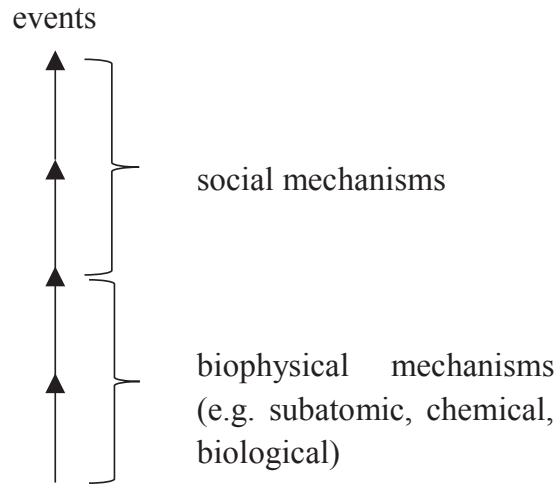 events
social mechanisms
biophysical mechanisms
(e.g. subatomic, chemical,
biological)